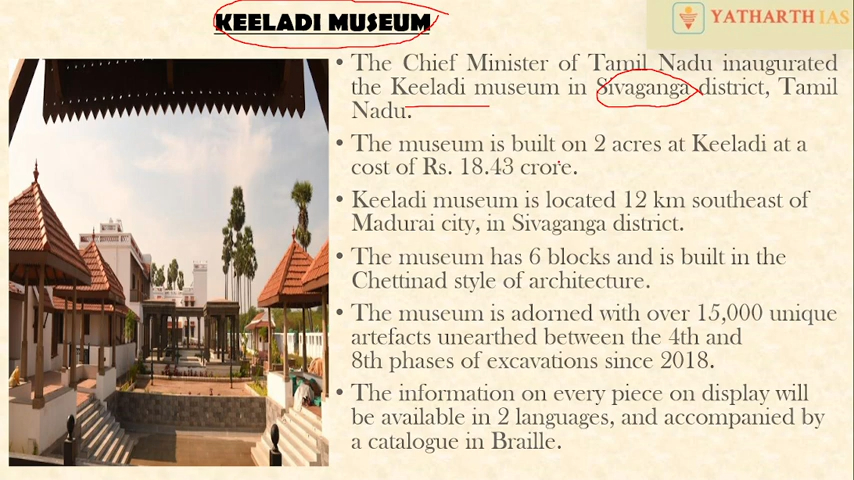 KEELADI MUSEUM
YATHARTH IAS
• The Chief Minister of Tamil Nadu inaugurated
the Keeladi museum in Sivaganga district, Tamil
Nadu.
• The museum is built on 2 acres at Keeladi at a
cost of Rs. 18.43 crore.
• Keeladi museum is located 12 km southeast of
Madurai city, in Sivaganga district.
• The museum has 6 blocks and is built in the
Chettinad style of architecture.
• The museum is adorned with over 15,000 unique
artefacts unearthed between the 4th and
8th phases of excavations since 2018.
• The information on every piece on display will
be available in 2 languages, and accompanied by
a catalogue in Braille.